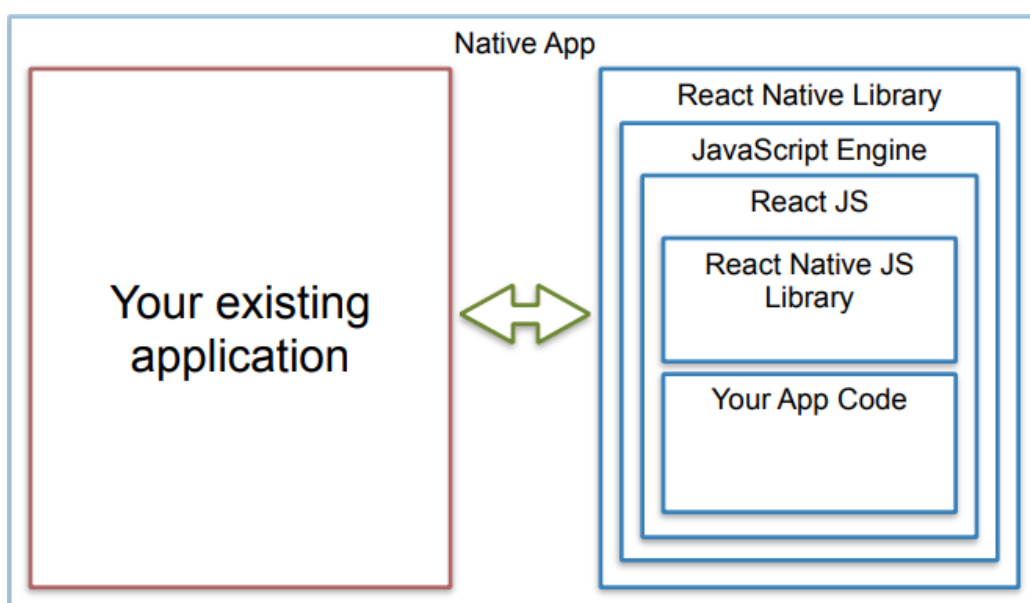 Native App
Your existing
application
React Native Library
JavaScript Engine
React JS
React Native JS
Library
Your App Code